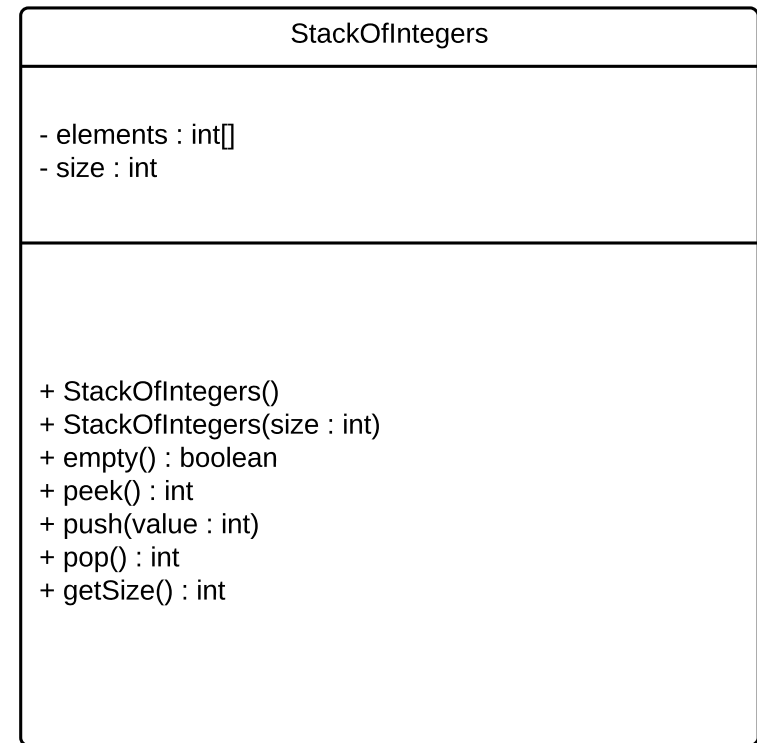 StackOfIntegers
- elements : int[]
- size : int
+ StackOfIntegers()
+ StackOfIntegers(size : int)
+ empty() : boolean
+ peek() : int
+ push(value : int)
+ pop() : int
+ getSize() : int